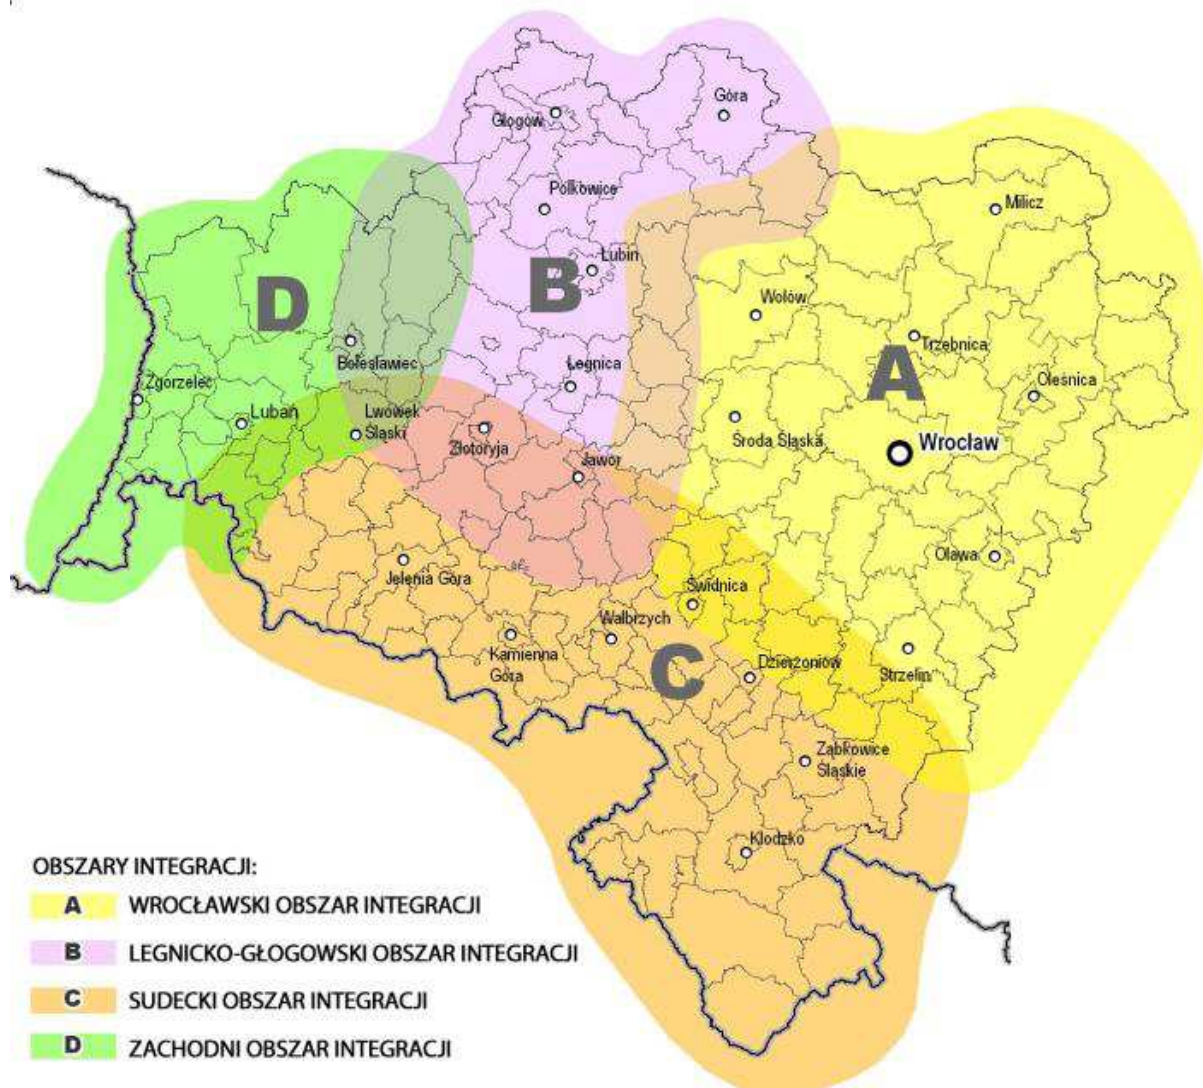 Głogów
Góra
Polkowice
Milicz
Lubin
D
B
Wołów
Trzebnica
Bolesławiec
Legnica
A
Oleśnica
Zgorzelec
Lubań
Lwówek
Śląski
Złotoryja
Środa Śląska
Wrocław
Jawor
Oława
Jelenia Góra
Świdnica
Wałbrzych
Kamienna
Góra
C
Dzierżoniów
Strzelin
Ząbkowice
Śląskie
Kłodzko
OBSZARY INTEGRACJI:
A WROCŁAWSKI OBSZAR INTEGRACJI
B LEGNICKO-GŁOGOWSKI OBSZAR INTEGRACJI
C SUDECKI OBSZAR INTEGRACJI
D ZACHODNI OBSZAR INTEGRACJI